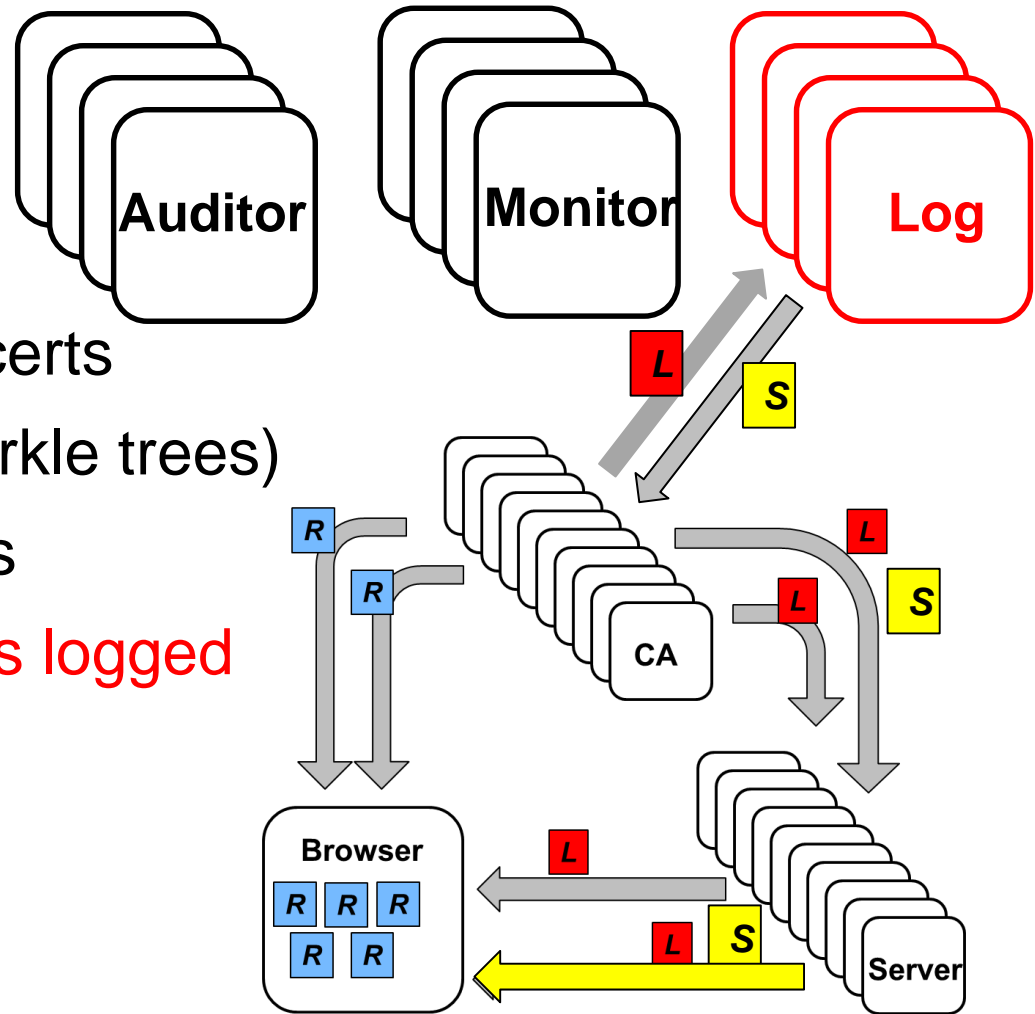 Auditor
Monitor
Log
certs
L
S
rkle trees)
R
L
s
R
L
S
s logged
CA
Browser
L
R R R
R R
L S
Server